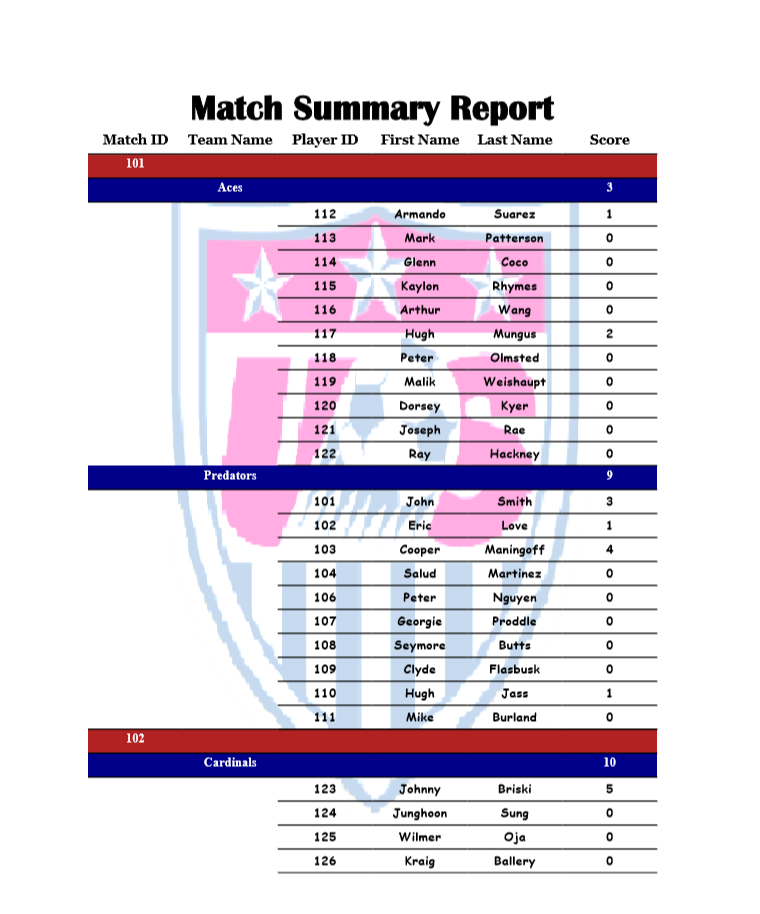 Match Summary Report
Match ID Team Name Player ID First Name Last Name Score
101
Aces 3
112 Armando Suarez 1
113 Mark Patterson 0
114 Glenn Coco 0
115 Kaylon Rhymes 0
116 Arthur Wang 0
117 Hugh Mungus 2
118 Peter Olmsted 0
119 Malik Weishaupt 0
120 Dorsey Kyer 0
121 Joseph Rae 0
122 Ray Hackney 0
Predators 9
101 John Smith 3
102 Eric Love 1
103 Cooper Maningoff 4
104 Salud Martinez 0
106 Peter Nguyen 0
107 Georgie Proddle 0
108 Seymore Butts 0
109 Clyde Flasbusk 0
110 Hugh Jass 1
111 Mike Burland 0
102
Cardinals 10
123 Johnny Briski 5
124 Junghoon Sung 0
125 Wilmer Oja 0
126 Kraig Ballery 0
US